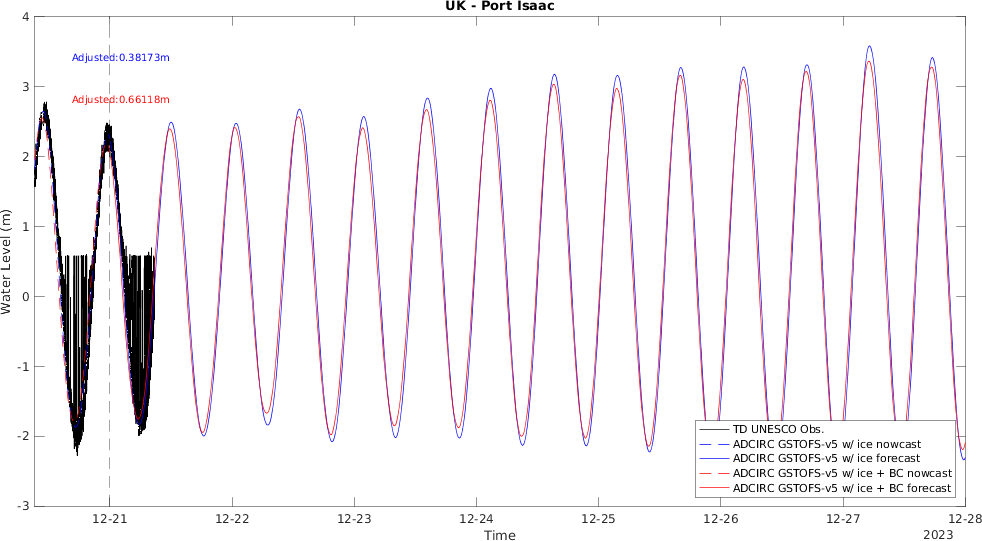 UK - Port Isaac
4
3
2
1
0
-1
-2
-3
Water Level (m)
Adjusted:0.38173m
Adjusted:0.66118m
TD UNESCO Obs.
ADCIRC GSTOFS-v5 w/ ice nowcast
ADCIRC GSTOFS-v5 w/ ice forecast
ADCIRC GSTOFS-v5 w/ ice + BC nowcast
ADCIRC GSTOFS-v5 w/ ice + BC forecast
12-21 12-22 12-23 12-24 12-25 12-26 12-27 12-28
Time
2023